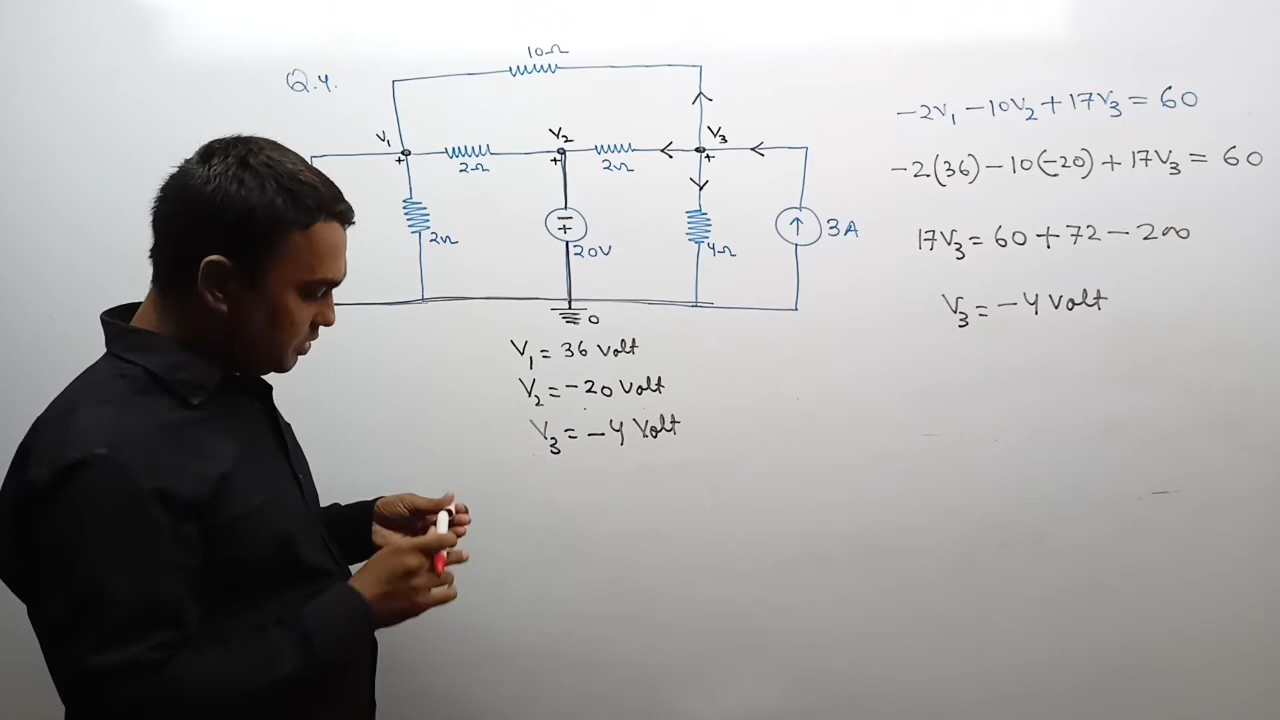 Q.4.
10Ω
V₁
+
2Ω
V₂
+
2Ω
V₃
+
2Ω
−
+
20V
4Ω
↑
3A
0
V₁ = 36 Volt
V₂ = -20 Volt
V₃ = -4 Volt
-2V₁ - 10V₂ + 17V₃ = 60
-2(36) - 10(-20) + 17V₃ = 60
17V₃ = 60 + 72 - 200
V₃ = -4 Volt